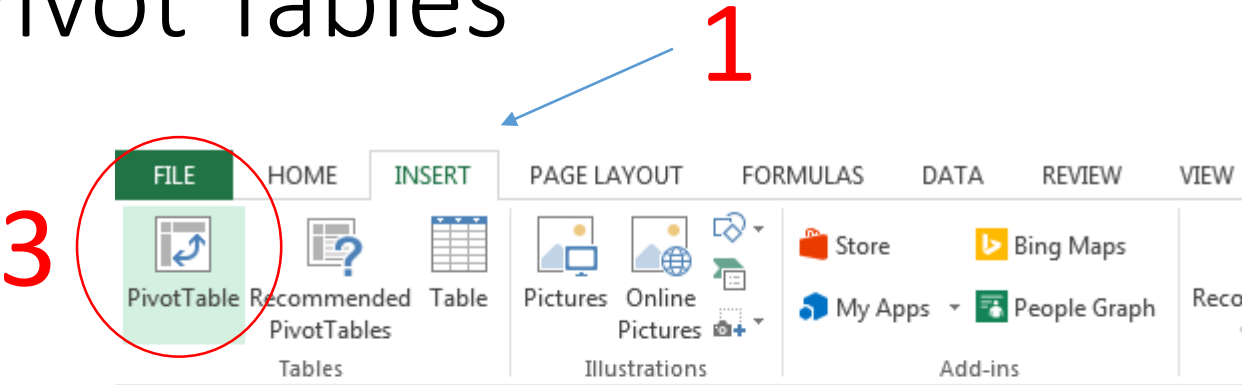 Pivot Tables
1
FILE HOME INSERT PAGE LAYOUT FORMULAS DATA REVIEW VIEW
3
Store Bing Maps
PivotTable Recommended PivotTables Table Pictures Online Pictures My Apps People Graph
Tables Illustrations Add-ins